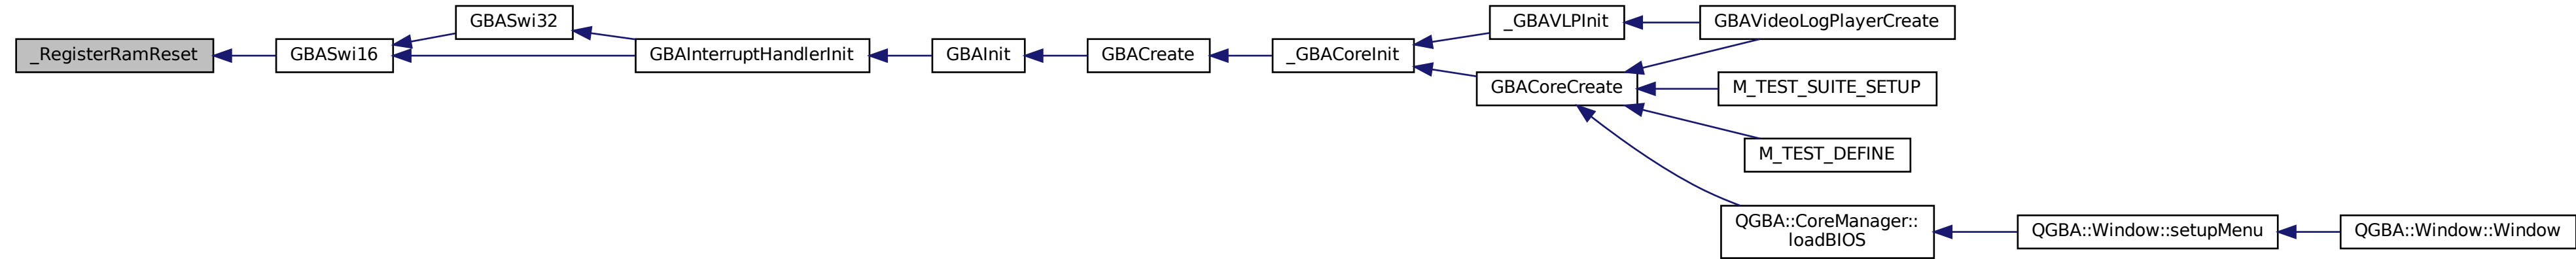 _RegisterRamReset
GBASwi16
GBASwi32
GBAInterruptHandlerInit
GBAInit
GBACreate
_GBACoreInit
_GBAVLPInit
GBAVideoLogPlayerCreate
GBACoreCreate
M_TEST_SUITE_SETUP
M_TEST_DEFINE
QGBA::CoreManager::
loadBIOS
QGBA::Window::setupMenu
QGBA::Window::Window